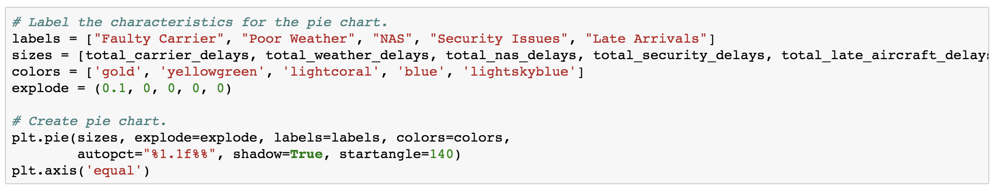 # Label the characteristics for the pie chart.
labels = ["Faulty Carrier", "Poor Weather", "NAS", "Security Issues", "Late Arrivals"]
sizes = [total_carrier_delays, total_weather_delays, total_nas_delays, total_security_delays, total_late_aircraft_delays
colors = ['gold', 'yellowgreen', 'lightcoral', 'blue', 'lightskyblue']
explode = (0.1, 0, 0, 0, 0)
# Create pie chart.
plt.pie(sizes, explode=explode, labels=labels, colors=colors,
        autopct="%1.1f%%", shadow=True, startangle=140)
plt.axis('equal')